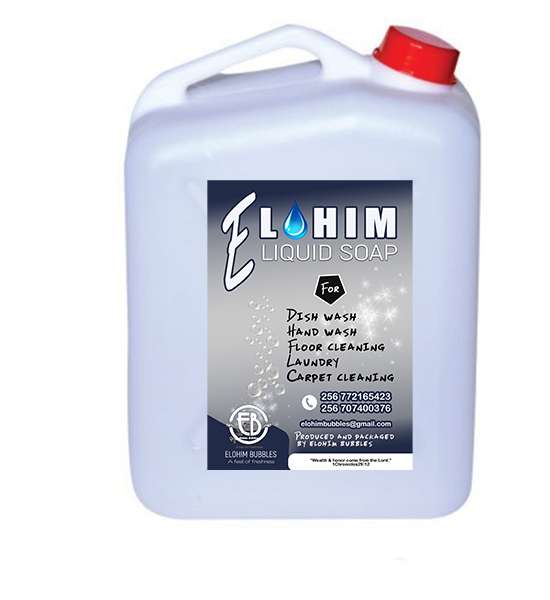 ELOHIM
LIQUID SOAP
FOR
DISH WASH
HAND WASH
FLOOR CLEANING
LAUNDRY
CARPET CLEANING
256 772165423
256 707400376
elohimbubbles@gmail.com
PRODUCED AND PACKAGED
BY ELOHIM BUBBLES
EB
ELOHIM BUBBLES
A feel of freshness
"Wealth & honor come from the Lord."
1Chronicles29:12